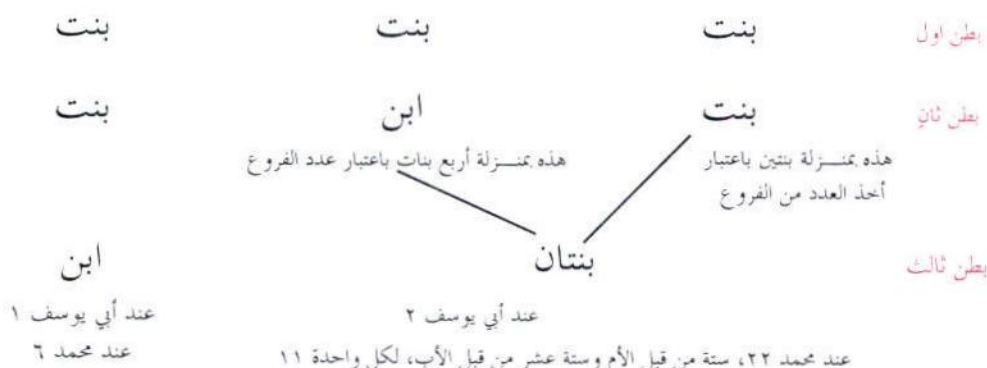 بطن اول بنت بنت بنت
بطن ثانٍ بنت ابن بنت
هذه بمنـزلة بنتين باعتبار هذه بمنـزلة أربع بنات باعتبار عدد الفروع
أخذ العدد من الفروع
بطن ثالث بنتان ابن
عند أبي يوسف ٢ عند أبي يوسف ١
عند محمد ٢٢، ستة من قبل الأم وستة عشر من قبل الأب، لكل واحدة ١١ عند محمد ٦